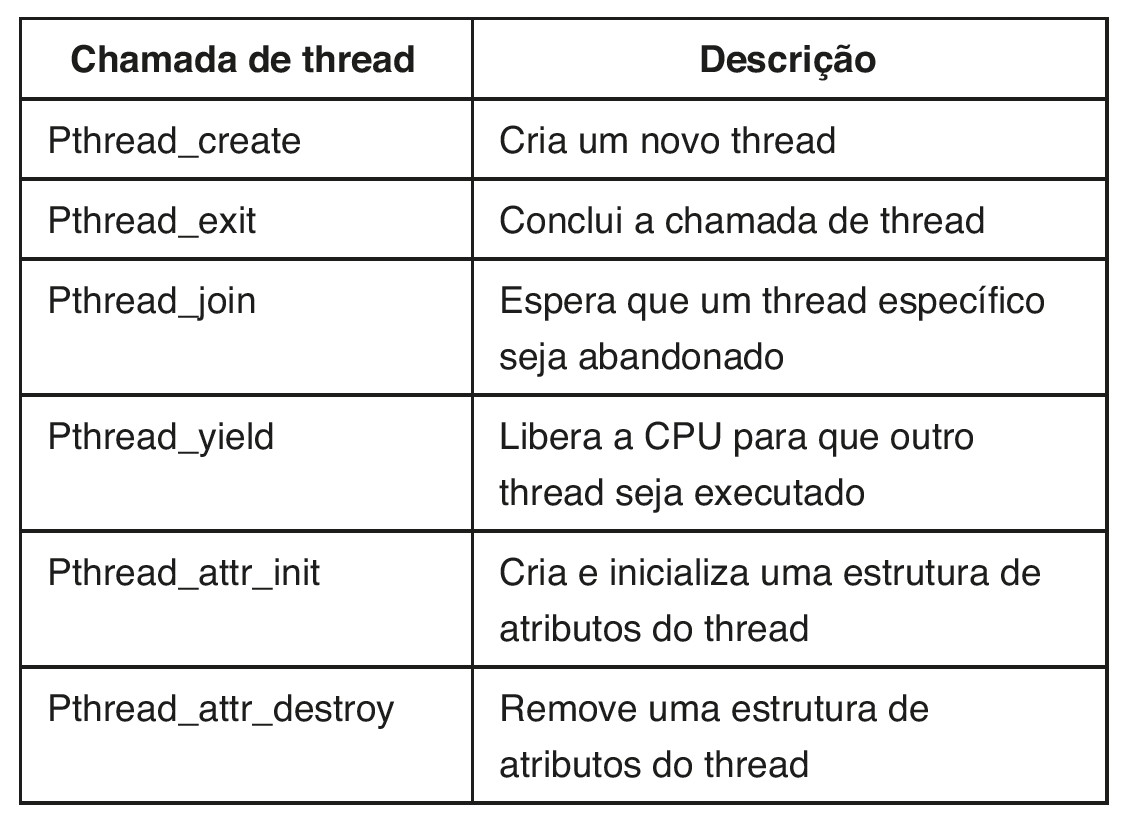 Chamada de thread Descrição
Pthread_create Cria um novo thread
Pthread_exit Conclui a chamada de thread
Pthread_join Espera que um thread específico
seja abandonado
Pthread_yield Libera a CPU para que outro
thread seja executado
Pthread_attr_init Cria e inicializa uma estrutura de
atributos do thread
Pthread_attr_destroy Remove uma estrutura de
atributos do thread